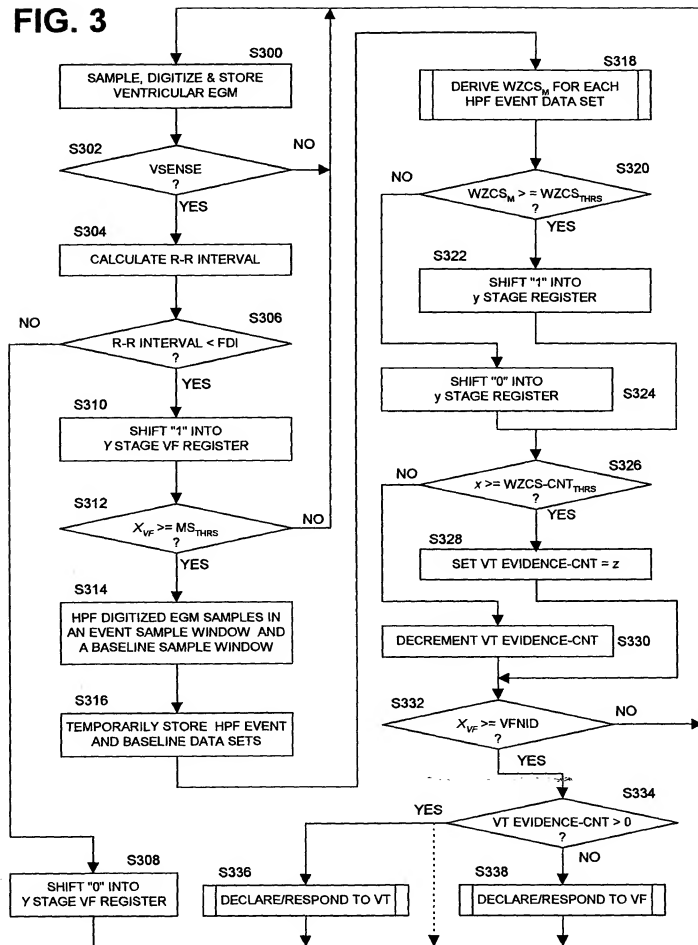 FIG. 3
S300
SAMPLE, DIGITIZE & STORE
VENTRICULAR EGM
S302
NO
VSENSE
?
YES
S304
CALCULATE R-R INTERVAL
NO
S306
R-R INTERVAL < FDI
?
YES
S310
SHIFT "1" INTO
Y STAGE VF REGISTER
S312
X_VF >= MS_THRS
?
NO
YES
S314
HPF DIGITIZED EGM SAMPLES IN
AN EVENT SAMPLE WINDOW AND
A BASELINE SAMPLE WINDOW
S316
TEMPORARILY STORE HPF EVENT
AND BASELINE DATA SETS
S308
SHIFT "0" INTO
Y STAGE VF REGISTER
S318
DERIVE WZCS_M FOR EACH
HPF EVENT DATA SET
S320
NO
WZCS_M > = WZCS_THRS
?
YES
S322
SHIFT "1" INTO
y STAGE REGISTER
SHIFT "0" INTO
y STAGE REGISTER
S324
S326
NO
x >= WZCS-CNT_THRS
?
YES
S328
SET VT EVIDENCE-CNT = z
DECREMENT VT EVIDENCE-CNT
S330
S332
X_VF >= VFNID
?
NO
YES
S334
YES
VT EVIDENCE-CNT > 0
?
NO
S336
DECLARE/RESPOND TO VT
S338
DECLARE/RESPOND TO VF